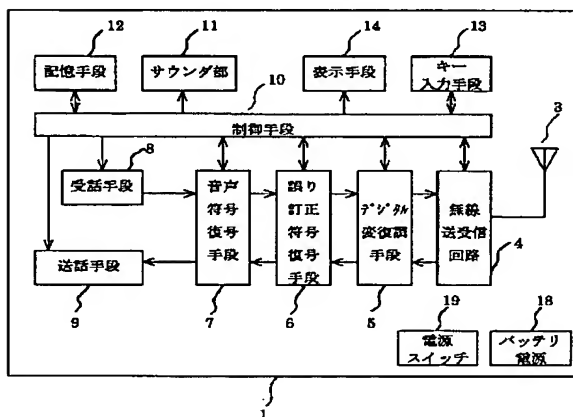 12
11
14
13
記憶手段
サウンダ部
表示手段
キー
入力手段
10
制御手段
3
8
受話手段
音声
符号
復号
手段
誤り
訂正
符号
復号
手段
デジタル
変復調
手段
無線
送受信
回路
4
送話手段
9
7
6
5
19
18
電源
スイッチ
バッテリ
電源
1